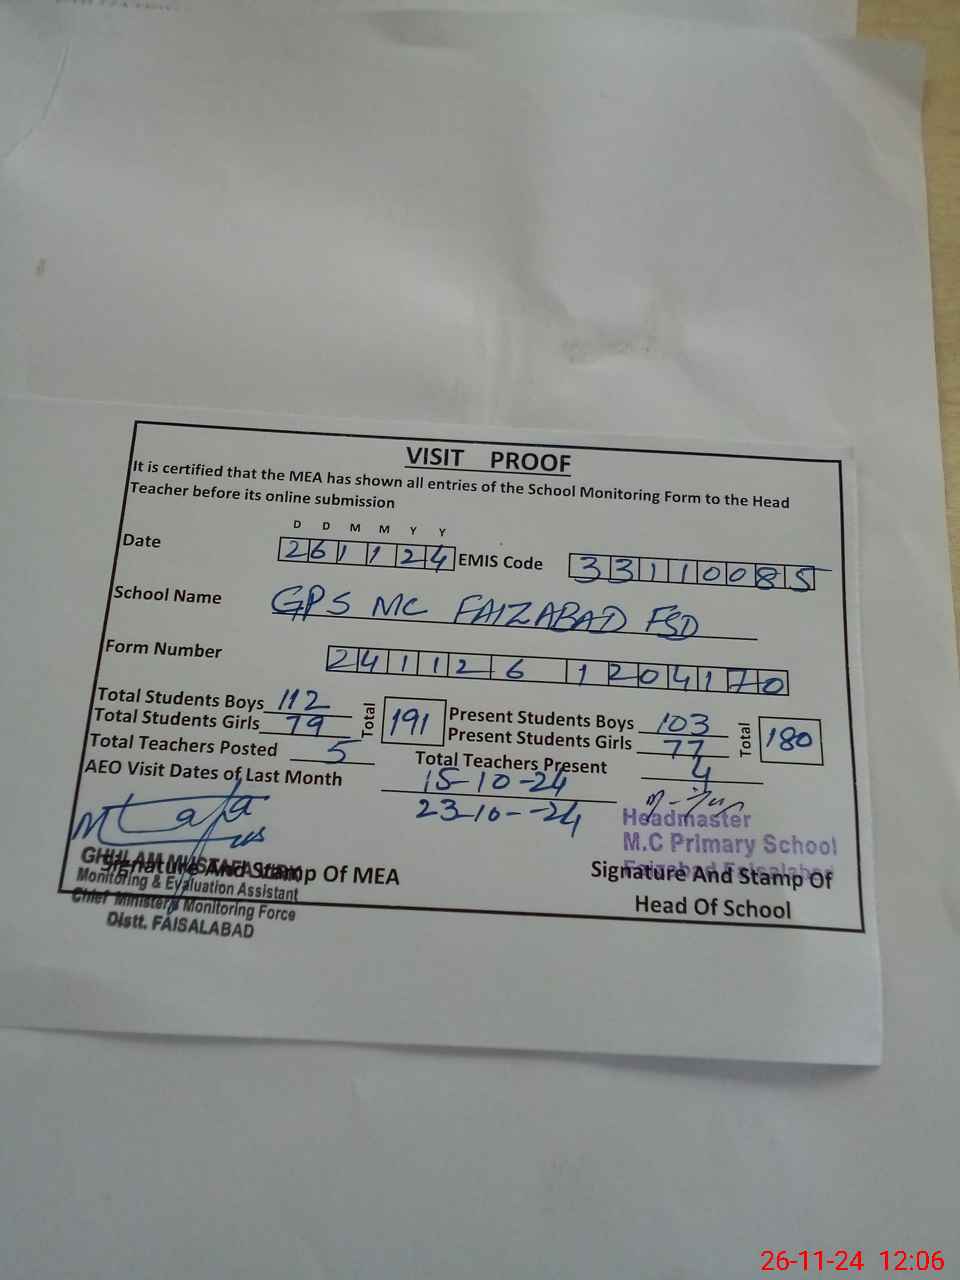 VISIT PROOF
It is certified that the MEA has shown all entries of the School Monitoring Form to the Head
Teacher before its online submission
D D M M Y Y
Date 261124 EMIS Code 33110085
School Name GPS MC FAIZABAD FSD
Form Number 241126 1204170
Total Students Boys 112 Total 191 Present Students Boys 103 Total 180
Total Students Girls 79 Present Students Girls 77
Total Teachers Posted 5 Total Teachers Present 4
AEO Visit Dates of Last Month 15-10-24
23-10-24
Headmaster
M.C Primary School
Faizabad Faisalabad
Signature And Stamp Of MEA
GHULAM MUSTAFA
Monitoring & Evaluation Assistant
Chief Minister's Monitoring Force
Distt. FAISALABAD
Signature And Stamp Of
Head Of School
26-11-24 12:06